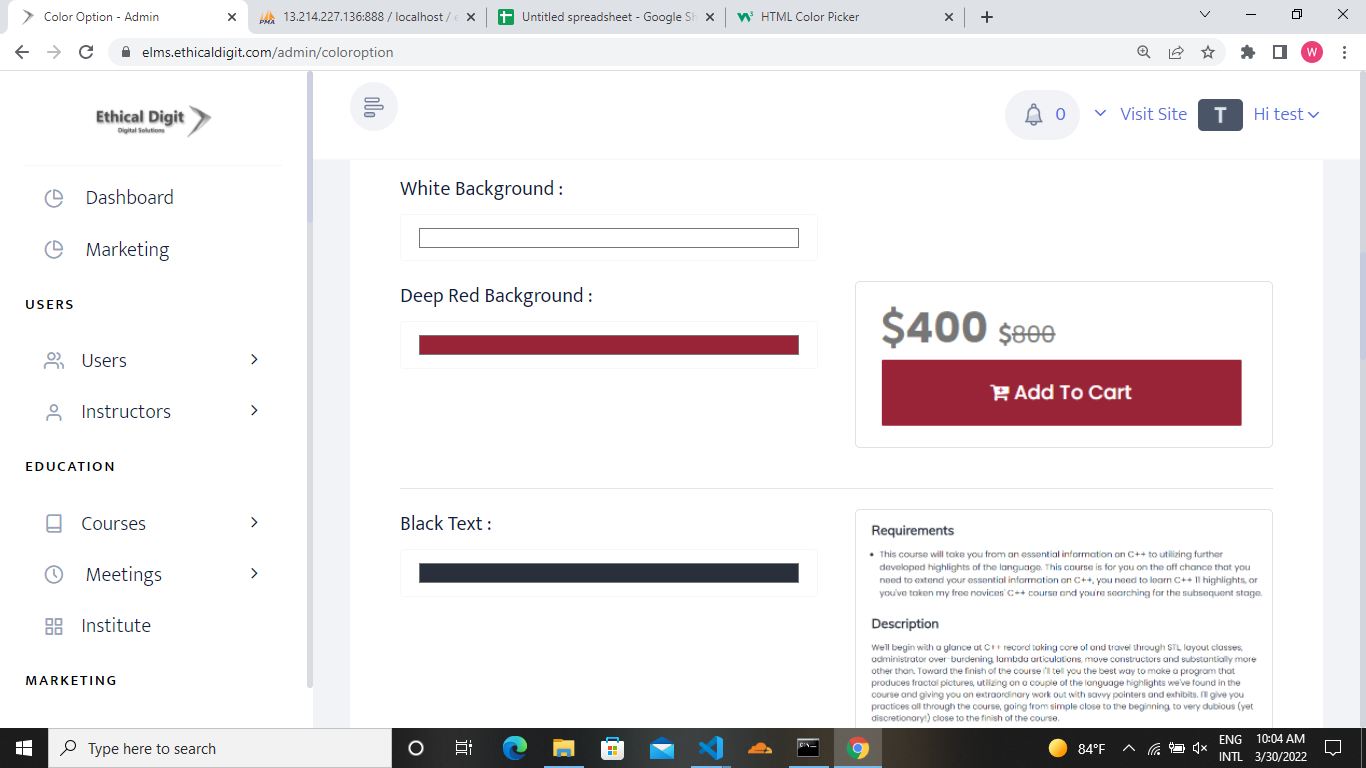 Color Option - Admin
13.214.227.136:888 / localhost / e
Untitled spreadsheet - Google Sh
HTML Color Picker
elms.ethicaldigit.com/admin/coloroption
W
Ethical Digit
Digital Solutions
0
Visit Site
T
Hi test
Dashboard
Marketing
USERS
Users
Instructors
EDUCATION
Courses
Meetings
Institute
MARKETING
White Background :
Deep Red Background :
$400 $800
Add To Cart
Black Text :
Requirements
This course will take you from an essential information on C++ to utilizing further
developed highlights of the language. This course is for you on the off chance that you
need to extend your essential information on C++, you need to learn C++ 11 highlights, or
you've taken my free novices' C++ course and you're searching for the subsequent stage.
Description
We'll begin with a glance at C++ record taking care of and travel through STL, layout classes,
administrator over-burdening, lambda articulations, move constructors and substantially more
other than. Toward the finish of the course I'll tell you the best way to make a program that
produces fractal pictures, utilizing on a couple of the language highlights we've found in the
course and giving you an extraordinary work out with savvy pointers and exhibits. I'll give you
practices all through the course, going from simple close to the beginning, to very dubious (yet
discretionary!) close to the finish of the course.
Type here to search
84°F
ENG
INTL
10:04 AM
3/30/2022